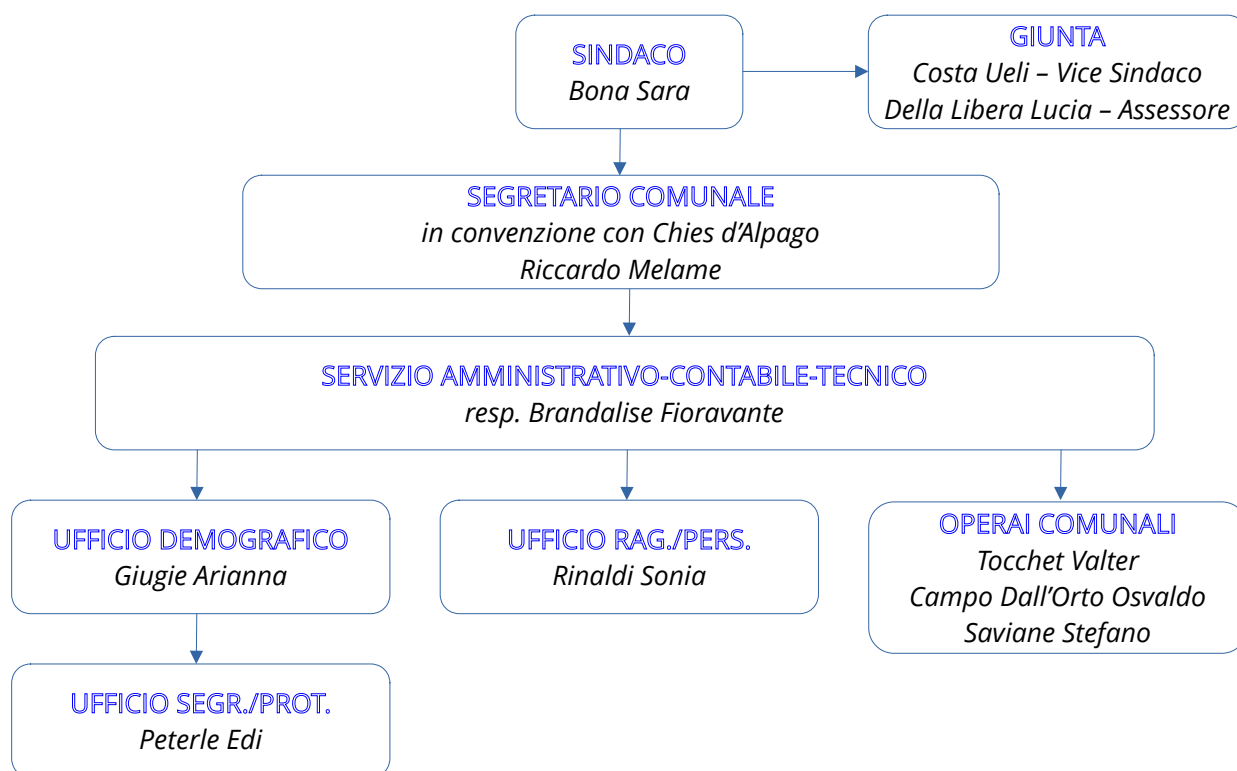 SINDACO
Bona Sara
GIUNTA
Costa Ueli – Vice Sindaco
Della Libera Lucia – Assessore
SEGRETARIO COMUNALE
in convenzione con Chies d’Alpago
Riccardo Melame
SERVIZIO AMMINISTRATIVO-CONTABILE-TECNICO
resp. Brandalise Fioravante
UFFICIO DEMOGRAFICO
Giugie Arianna
UFFICIO RAG./PERS.
Rinaldi Sonia
OPERAI COMUNALI
Tocchet Valter
Campo Dall’Orto Osvaldo
Saviane Stefano
UFFICIO SEGR./PROT.
Peterle Edi